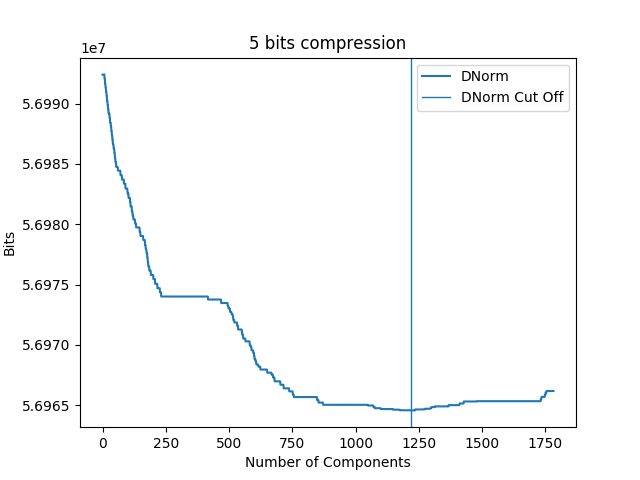 5 bits compression
1e7
DNorm
DNorm Cut Off
5.6990
5.6985
5.6980
5.6975
5.6970
5.6965
Bits
0 250 500 750 1000 1250 1500 1750
Number of Components